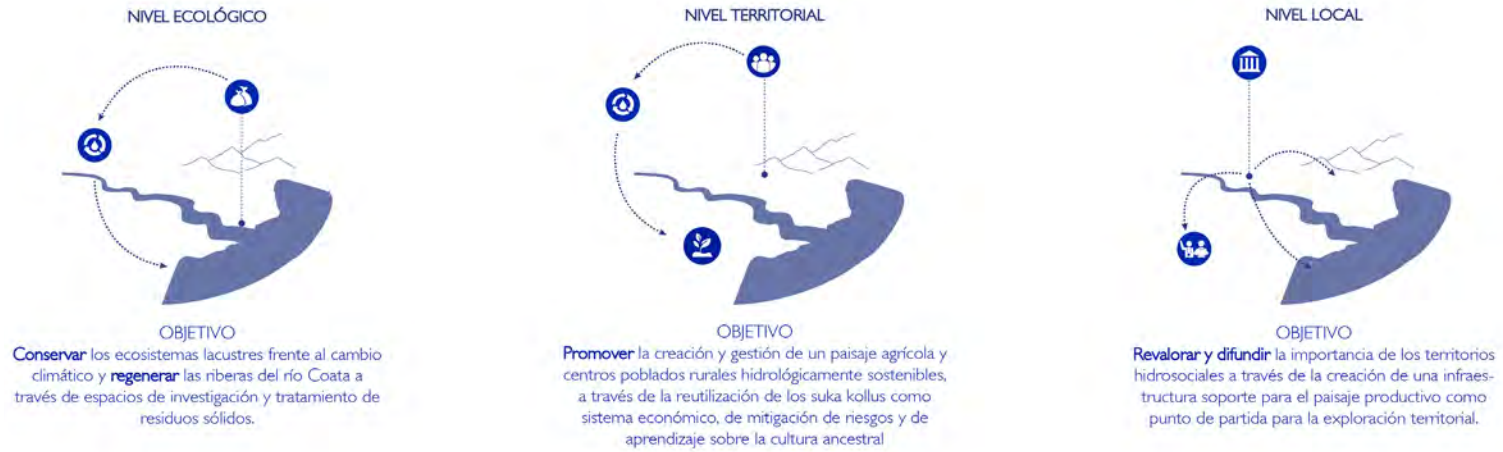 NIVEL ECOLÓGICO
OBJETIVO
Conservar los ecosistemas lacustres frente al cambio
climático y regenerar las riberas del río Coata a
través de espacios de investigación y tratamiento de
residuos sólidos.
NIVEL TERRITORIAL
OBJETIVO
Promover la creación y gestión de un paisaje agrícola y
centros poblados rurales hidrológicamente sostenibles,
a través de la reutilización de los suka kollus como
sistema económico, de mitigación de riesgos y de
aprendizaje sobre la cultura ancestral
NIVEL LOCAL
OBJETIVO
Revalorar y difundir la importancia de los territorios
hidrosociales a través de la creación de una infraes-
tructura soporte para el paisaje productivo como
punto de partida para la exploración territorial.